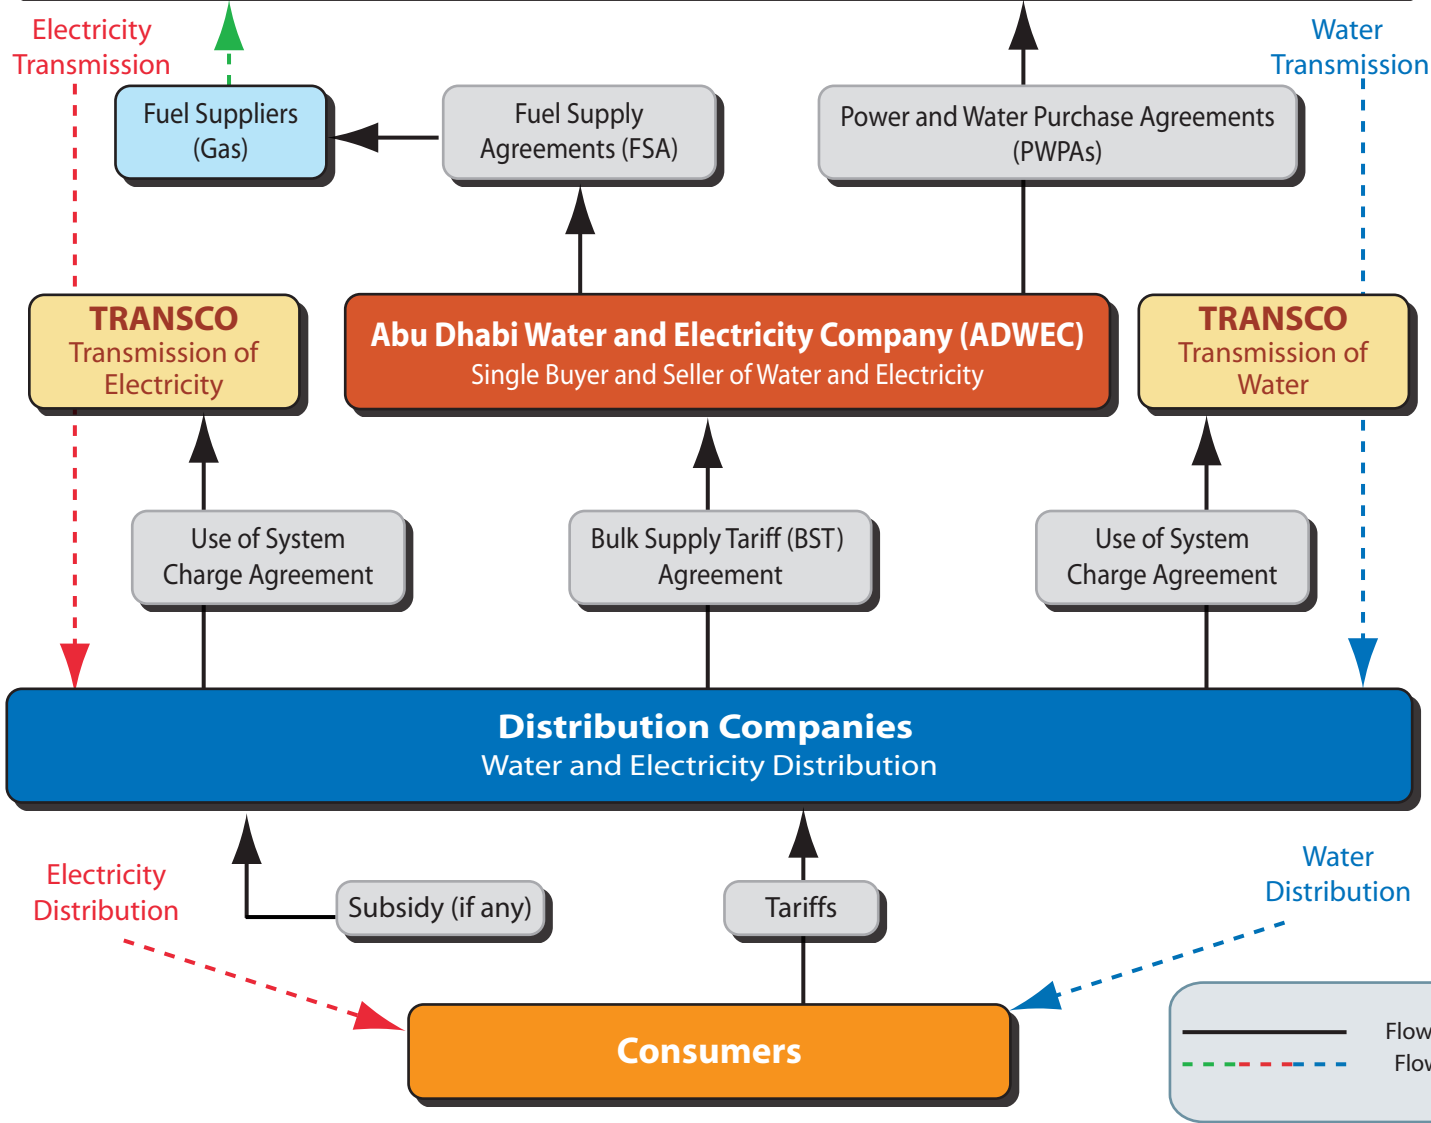 Electricity
Transmission
Water
Transmission
Fuel Suppliers
(Gas)
Fuel Supply
Agreements (FSA)
Power and Water Purchase Agreements
(PWPAs)
TRANSCO
Transmission of
Electricity
Abu Dhabi Water and Electricity Company (ADWEC)
Single Buyer and Seller of Water and Electricity
TRANSCO
Transmission of
Water
Use of System
Charge Agreement
Bulk Supply Tariff (BST)
Agreement
Use of System
Charge Agreement
Distribution Companies
Water and Electricity Distribution
Electricity
Distribution
Subsidy (if any)
Tariffs
Water
Distribution
Consumers
Flow
Flow